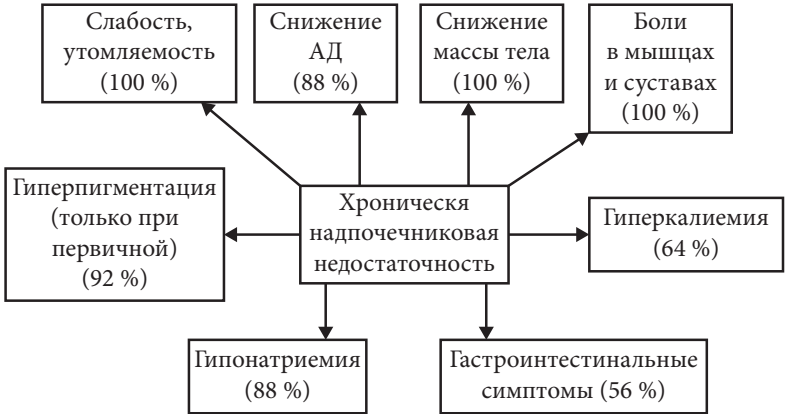 Слабость,
утомляемость
(100 %)
Снижение
АД
(88 %)
Снижение
массы тела
(100 %)
Боли
в мышцах
и суставах
(100 %)
Гиперпигментация
(только при
первичной)
(92 %)
Хроническя
надпочечниковая
недостаточность
Гиперкалиемия
(64 %)
Гипонатриемия
(88 %)
Гастроинтестинальные
симптомы (56 %)